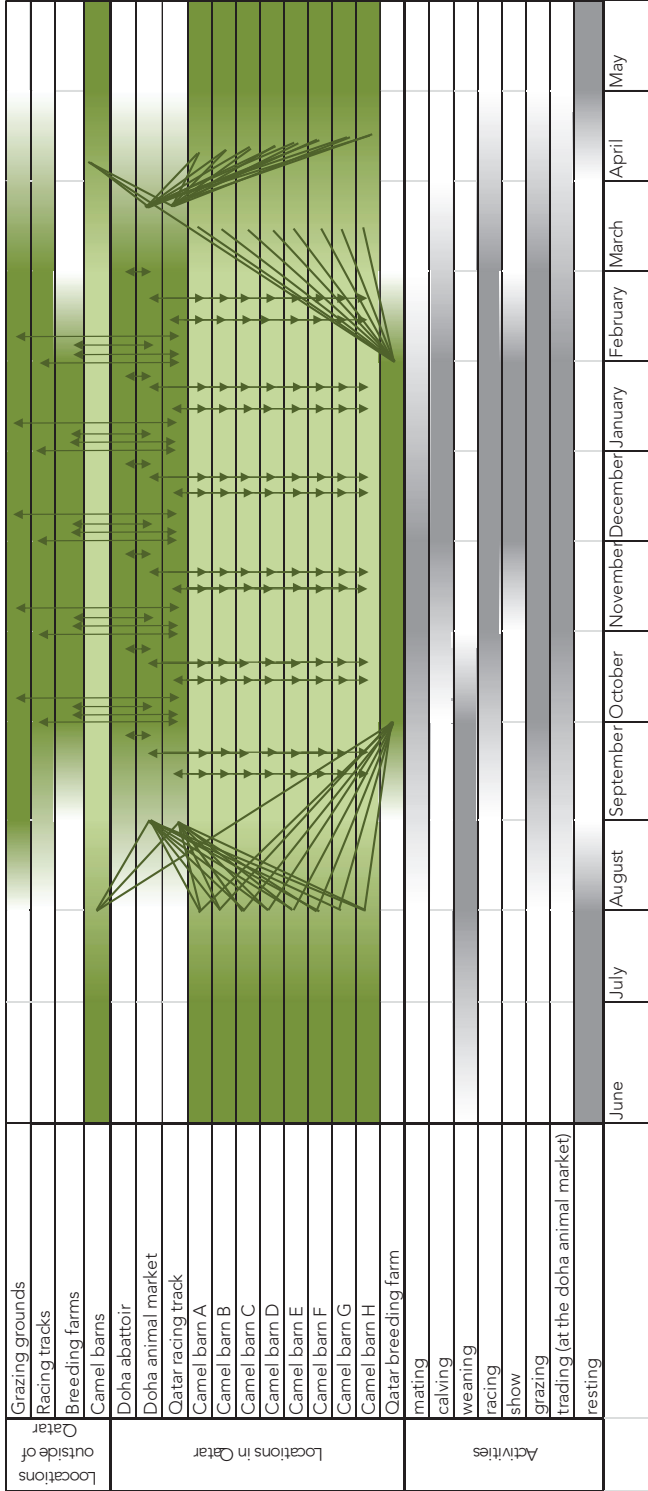 Loocations
outside of
Qatar
Grazing grounds
Racing tracks
Breeding farms
Camel barns
Locations in Qatar
Doha abattoir
Doha animal market
Qatar racing track
Camel barn A
Camel barn B
Camel barn C
Camel barn D
Camel barn E
Camel barn F
Camel barn G
Camel barn H
Qatar breeding farm
Activities
mating
calving
weaning
racing
show
grazing
trading (at the doha animal market)
resting
June
July
August
September
October
November
December
January
February
March
April
May